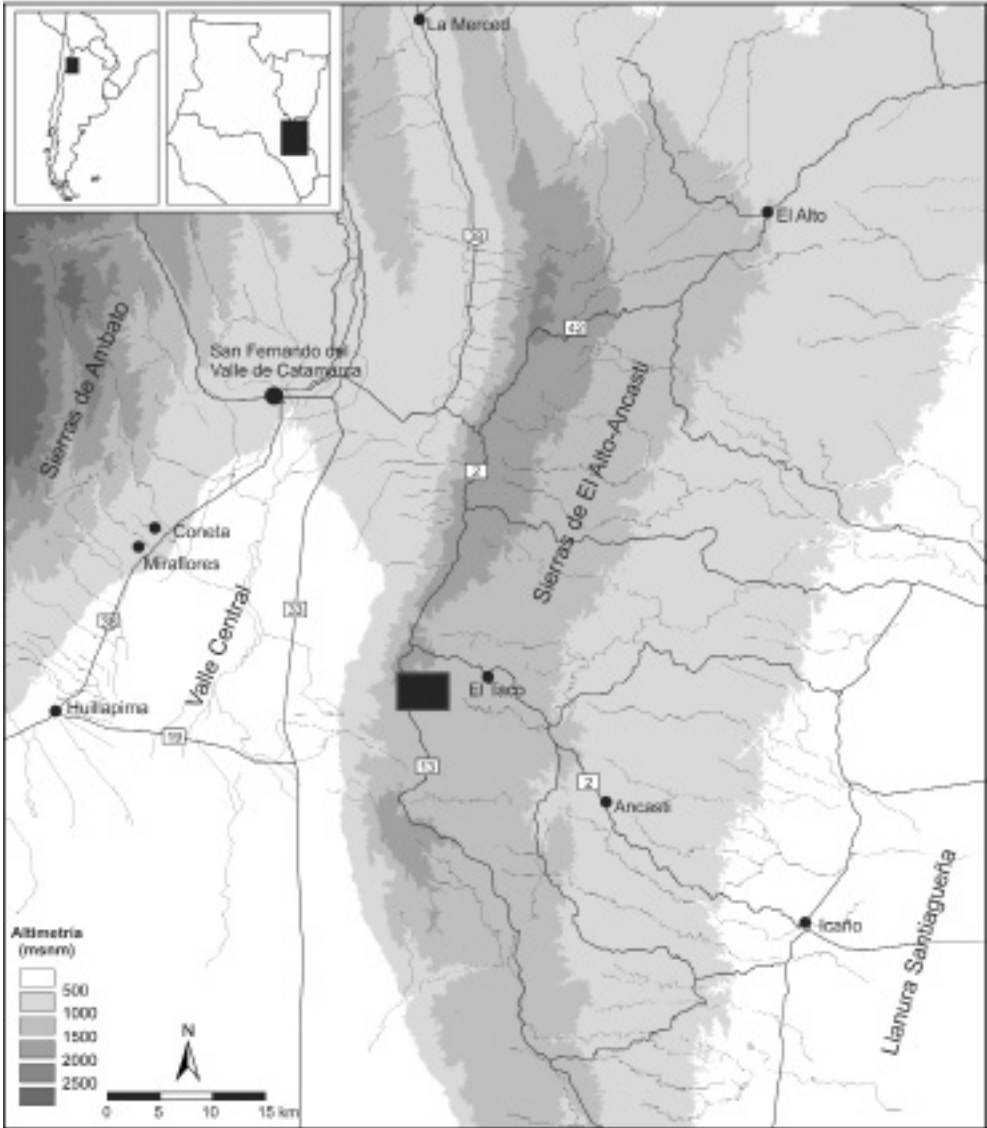 La Merced
El Alto
42
Sierras de Ambato
San Fernando del
Valle de Catamarca
Sierras de El Alto-Ancasti
2
Coneta
Miraflores
38
33
Valle Central
El Taco
Huillapima
19
13
2
Ancasti
Icaño
Llanura Santiagueña
Altimetría
(msnm)
500
1000
1500
2000
2500
N
0 5 10 15 km